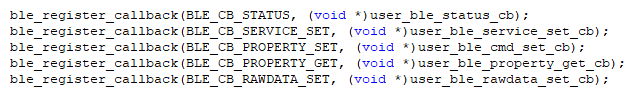 ble_register_callback(BLE_CB_STATUS, (void *)user_ble_status_cb);
ble_register_callback(BLE_CB_SERVICE_SET, (void *)user_ble_service_set_cb);
ble_register_callback(BLE_CB_PROPERTY_SET, (void *)user_ble_cmd_set_cb);
ble_register_callback(BLE_CB_PROPERTY_GET, (void *)user_ble_property_get_cb);
ble_register_callback(BLE_CB_RAWDATA_SET, (void *)user_ble_rawdata_set_cb);